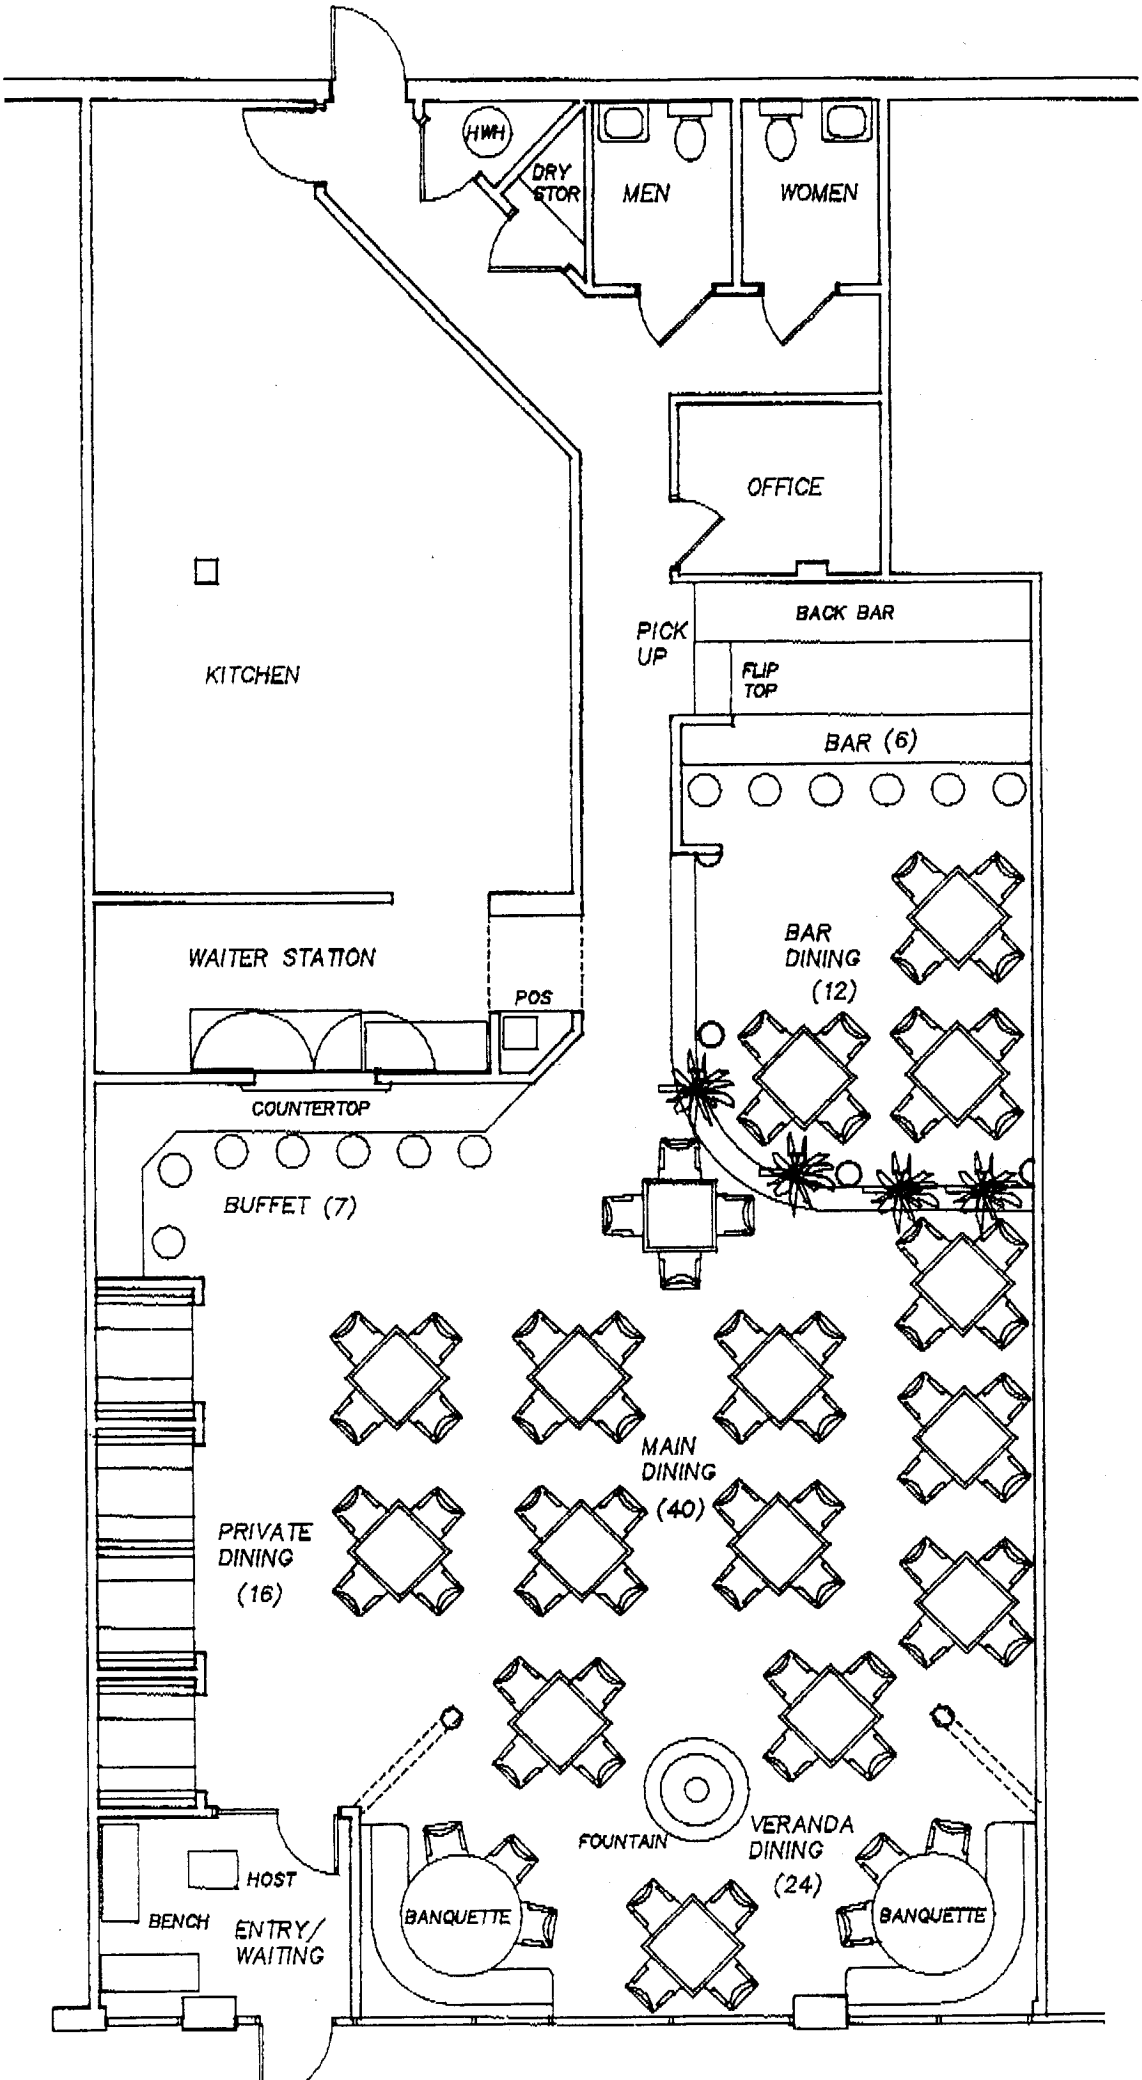 HWH
DRY
STOR
MEN
WOMEN
OFFICE
BACK BAR
PICK
UP
FLIP
TOP
KITCHEN
BAR (6)
BAR
DINING
(12)
WAITER STATION
POS
COUNTERTOP
BUFFET (7)
MAIN
DINING
(40)
PRIVATE
DINING
(16)
FOUNTAIN
VERANDA
DINING
(24)
HOST
BENCH
ENTRY/
WAITING
BANQUETTE
BANQUETTE